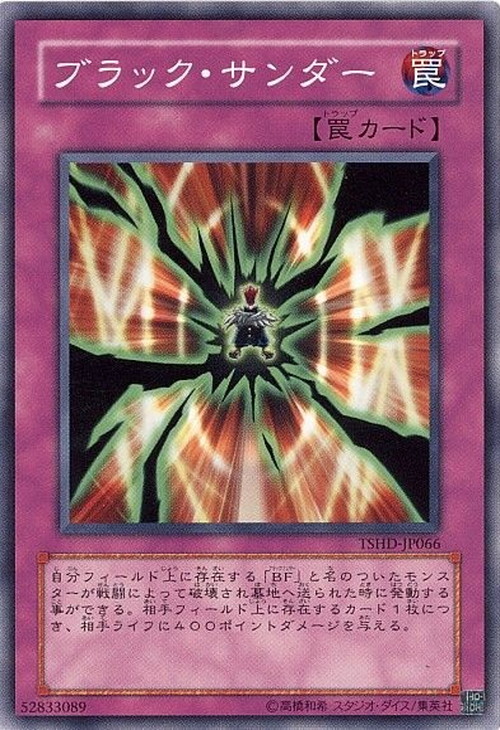 ブラック・サンダー
トラップ
罠
トラップ
【罠カード】
TSHD-JP066
自分フィールド上に存在する「BF」と名のついたモンス
ターが戦闘によって破壊され墓地へ送られた時に発動する
事ができる。相手フィールド上に存在するカード1枚につ
き、相手ライフに400ポイントダメージを与える。
52833089
©高橋和希 スタジオ・ダイス/集英社